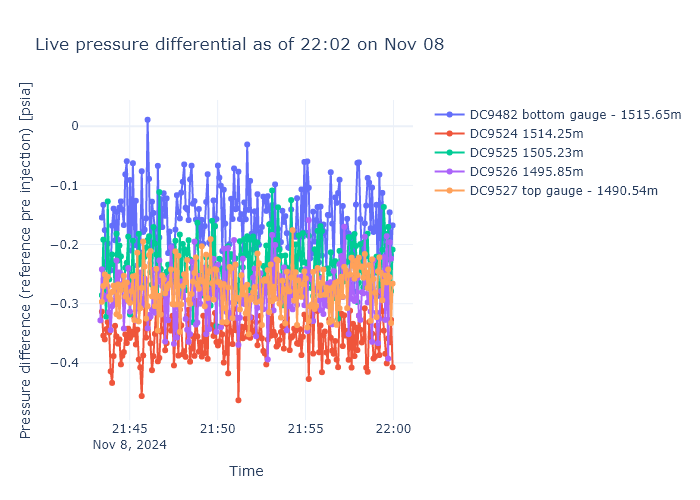 Live pressure differential as of 22:02 on Nov 08
Pressure difference (reference pre injection) [psia]
0
−0.1
−0.2
−0.3
−0.4
21:45
Nov 8, 2024
21:50
21:55
22:00
Time
DC9482 bottom gauge - 1515.65m
DC9524 1514.25m
DC9525 1505.23m
DC9526 1495.85m
DC9527 top gauge - 1490.54m